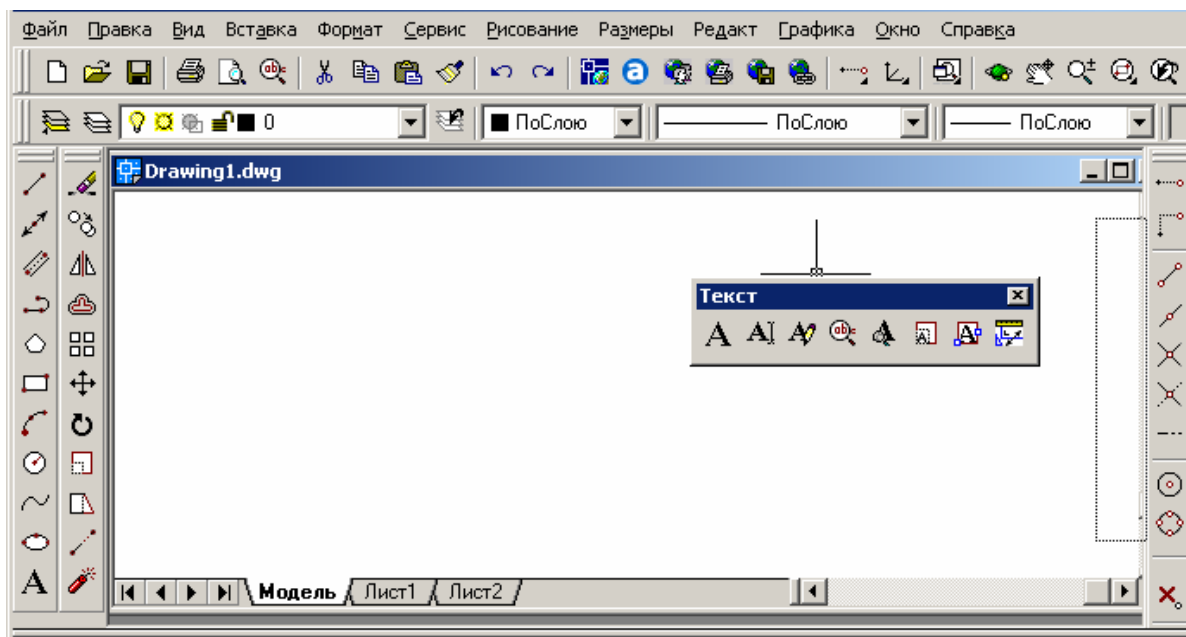 Файл Правка Вид Вставка Формат Сервис Рисование Размеры Редакт Графика Окно Справка
0 ПоСлою ПоСлою ПоСлою
Drawing1.dwg
Текст
Модель Лист1 Лист2